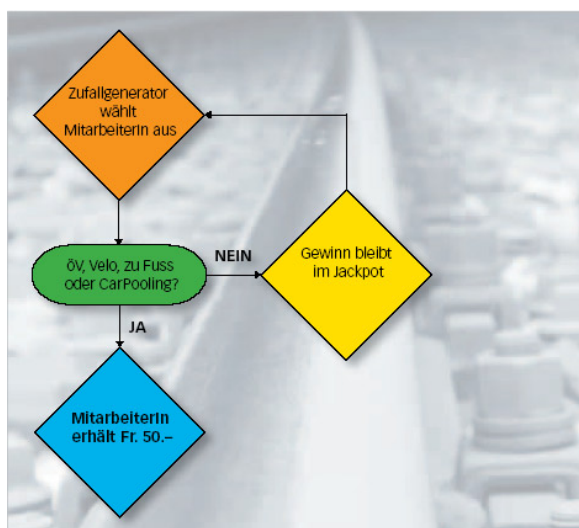 Zufallgenerator
wählt
MitarbeiterIn aus
öV, Velo, zu Fuss
oder CarPooling?
NEIN
Gewinn bleibt
im Jackpot
JA
MitarbeiterIn
erhält Fr. 50.–